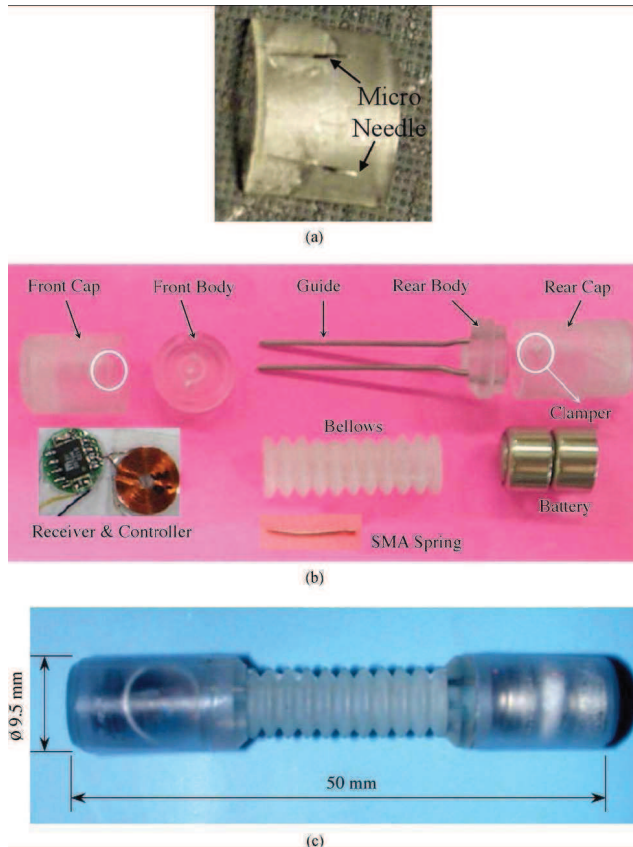 Micro
Needle
(a)
Front Cap
Front Body
Guide
Rear Body
Rear Cap
Clamper
Bellows
Battery
Receiver & Controller
SMA Spring
(b)
Ø 9.5 mm
50 mm
(c)